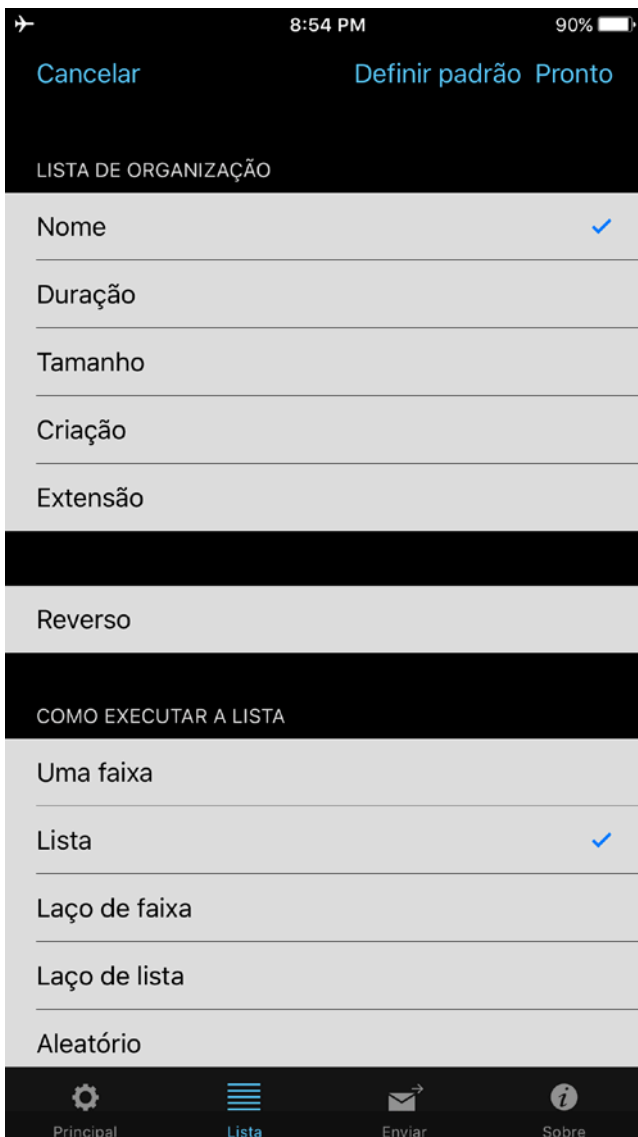 8:54 PM 90%
Cancelar Definir padrão Pronto
LISTA DE ORGANIZAÇÃO
Nome
Duração
Tamanho
Criação
Extensão
Reverso
COMO EXECUTAR A LISTA
Uma faixa
Lista
Laço de faixa
Laço de lista
Aleatório
Principal Lista Enviar Sobre